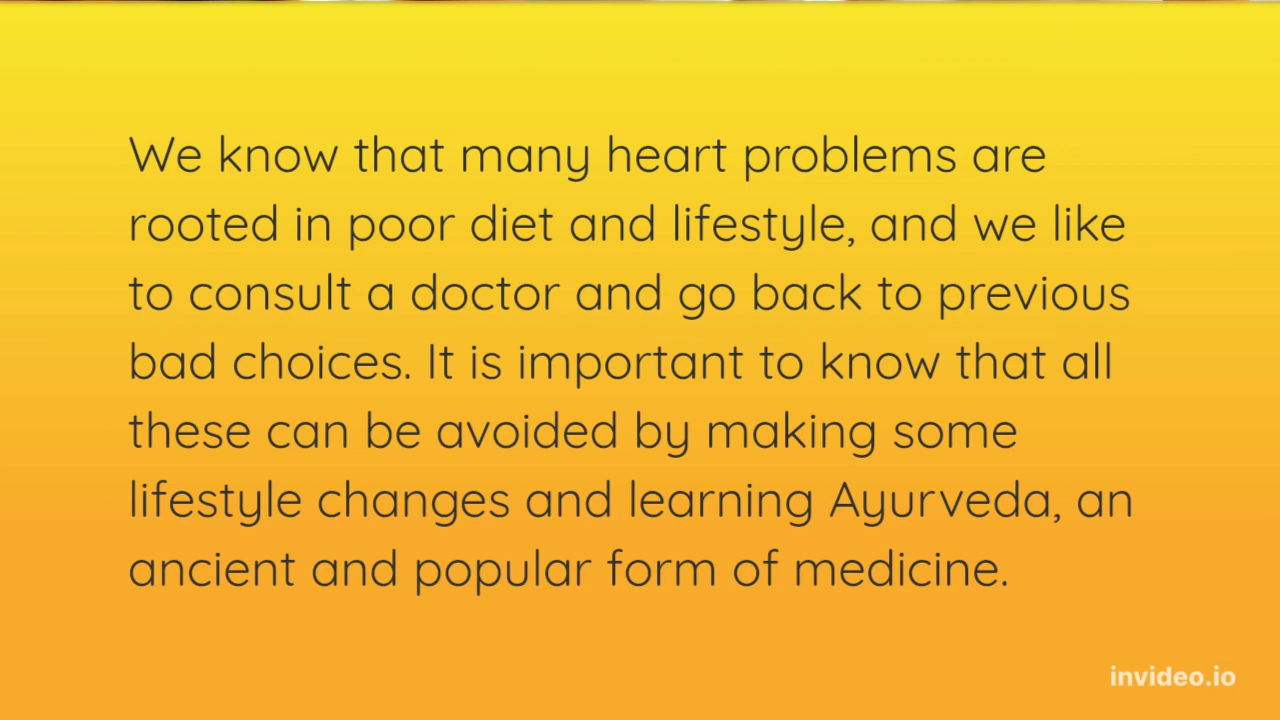 We know that many heart problems are
rooted in poor diet and lifestyle, and we like
to consult a doctor and go back to previous
bad choices. It is important to know that all
these can be avoided by making some
lifestyle changes and learning Ayurveda, an
ancient and popular form of medicine.
invideo.io